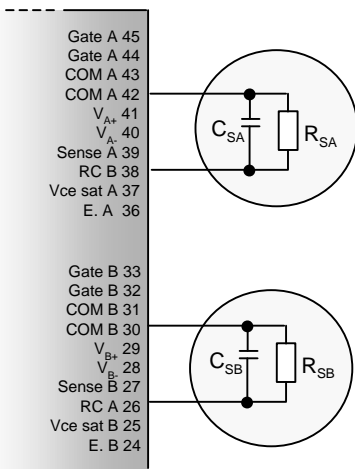 Gate A 45
Gate A 44
COM A 43
COM A 42
VA+ 41
VA- 40
Sense A 39
RC B 38
Vce sat A 37
E. A 36
CSA
RSA
Gate B 33
Gate B 32
COM B 31
COM B 30
VB+ 29
VB- 28
Sense B 27
RC A 26
Vce sat B 25
E. B 24
CSB
RSB